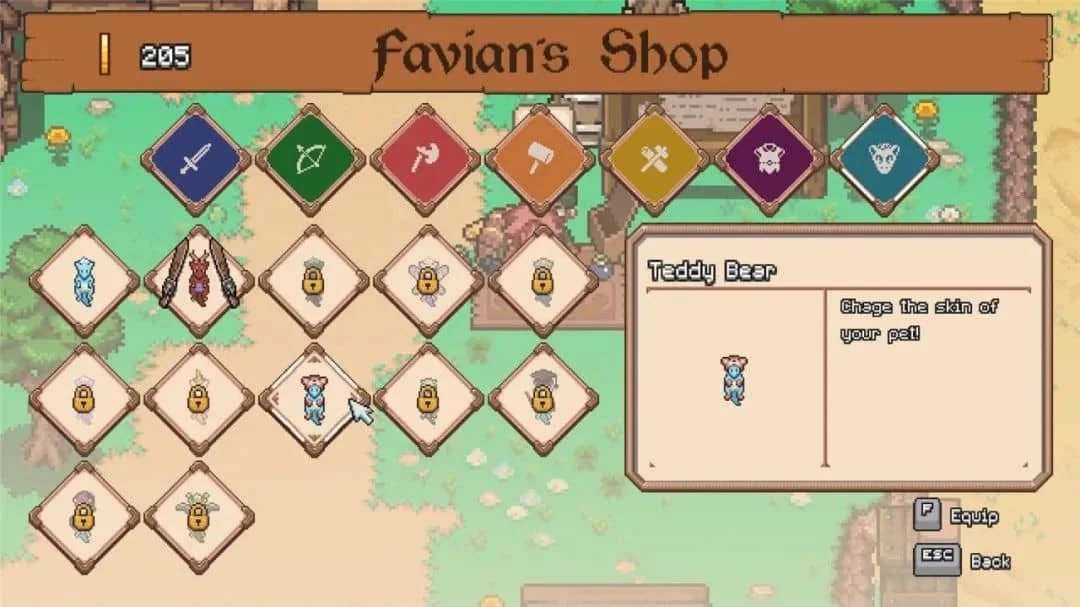 205
Favian's Shop
Teddy Bear
Chage the skin of
your pet!
F
Equip
ESC
Back